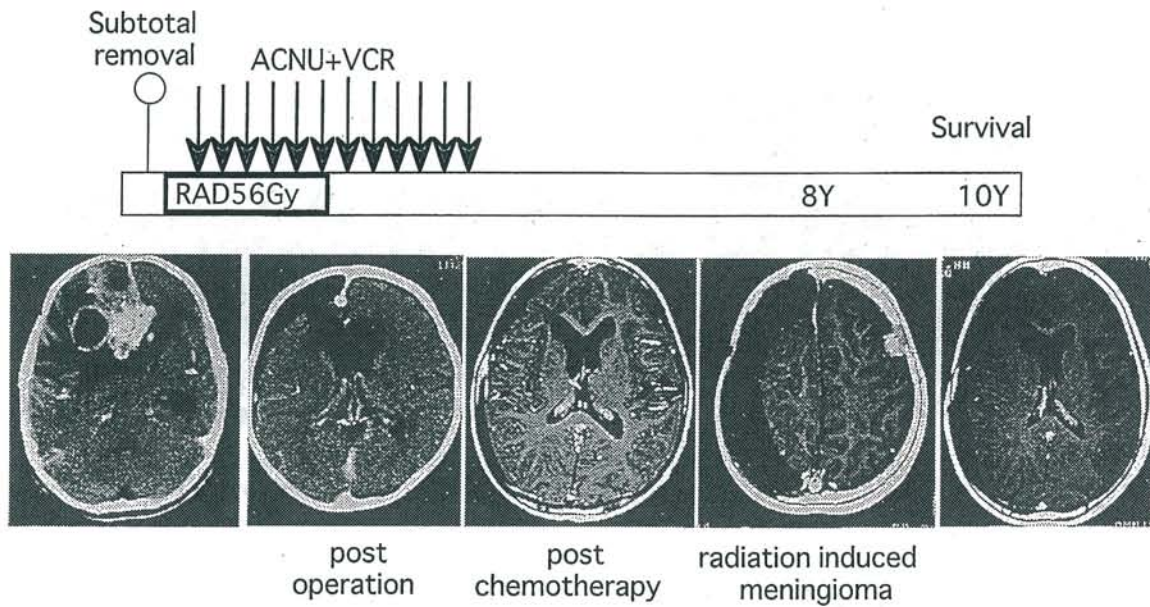 Subtotal
removal
ACNU+VCR
Survival
RAD56Gy
8Y
10Y
post
operation
post
chemotherapy
radiation induced
meningioma